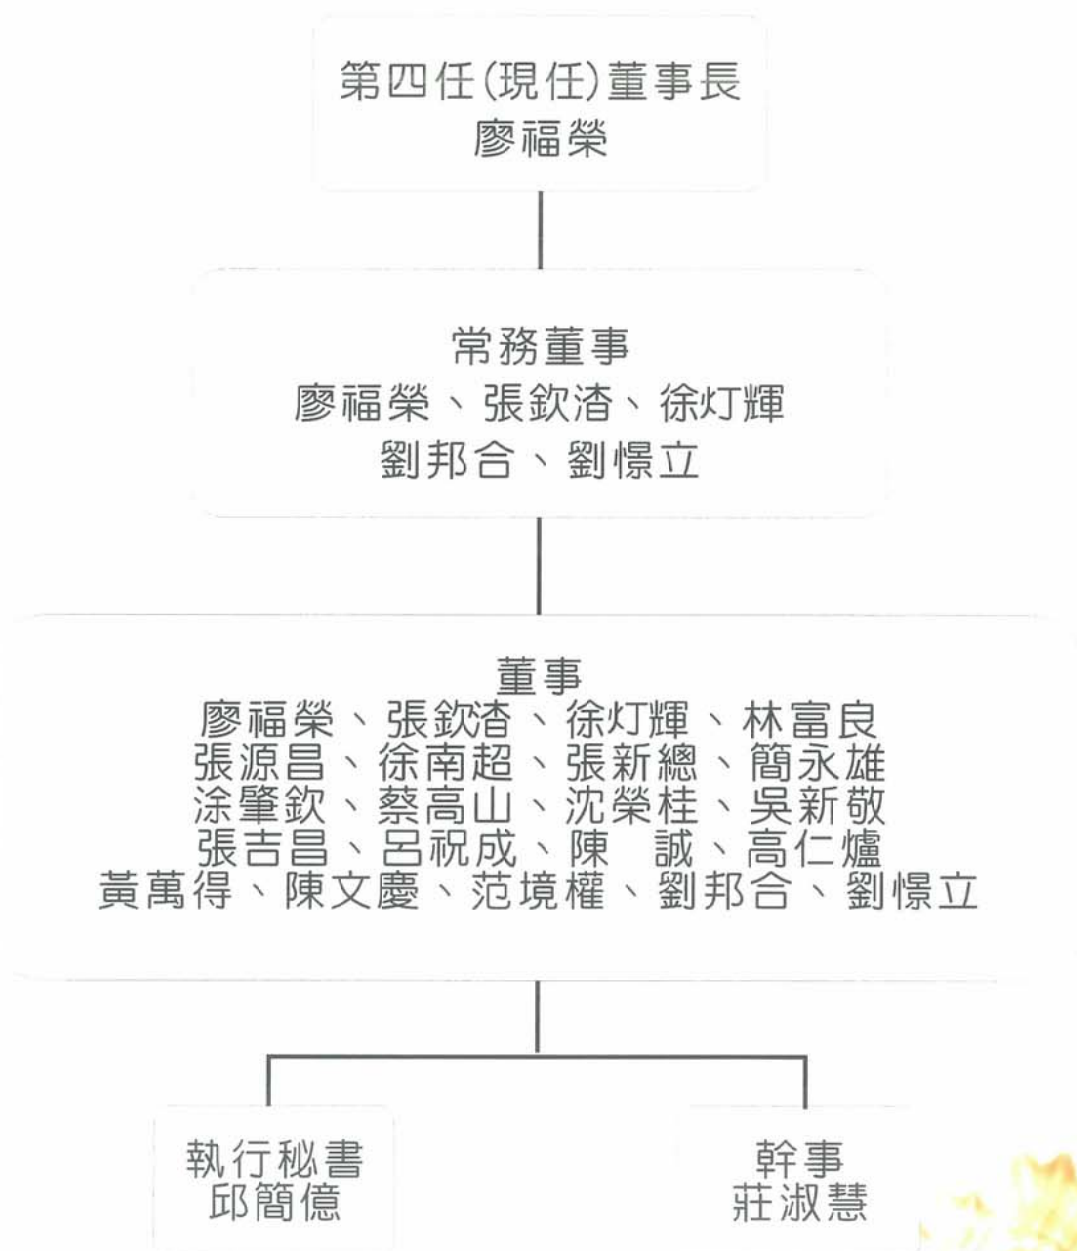 第四任(現任)董事長
廖福榮
常務董事
廖福榮、張欽渣、徐灯輝
劉邦合、劉憬立
董事
廖福榮、張欽渣、徐灯輝、林富良
張源昌、徐南超、張新總、簡永雄
涂肇欽、蔡高山、沈榮桂、吳新敬
張吉昌、呂祝成、陳　誠、高仁爐
黃萬得、陳文慶、范境權、劉邦合、劉憬立
執行秘書
邱簡億
幹事
莊淑慧